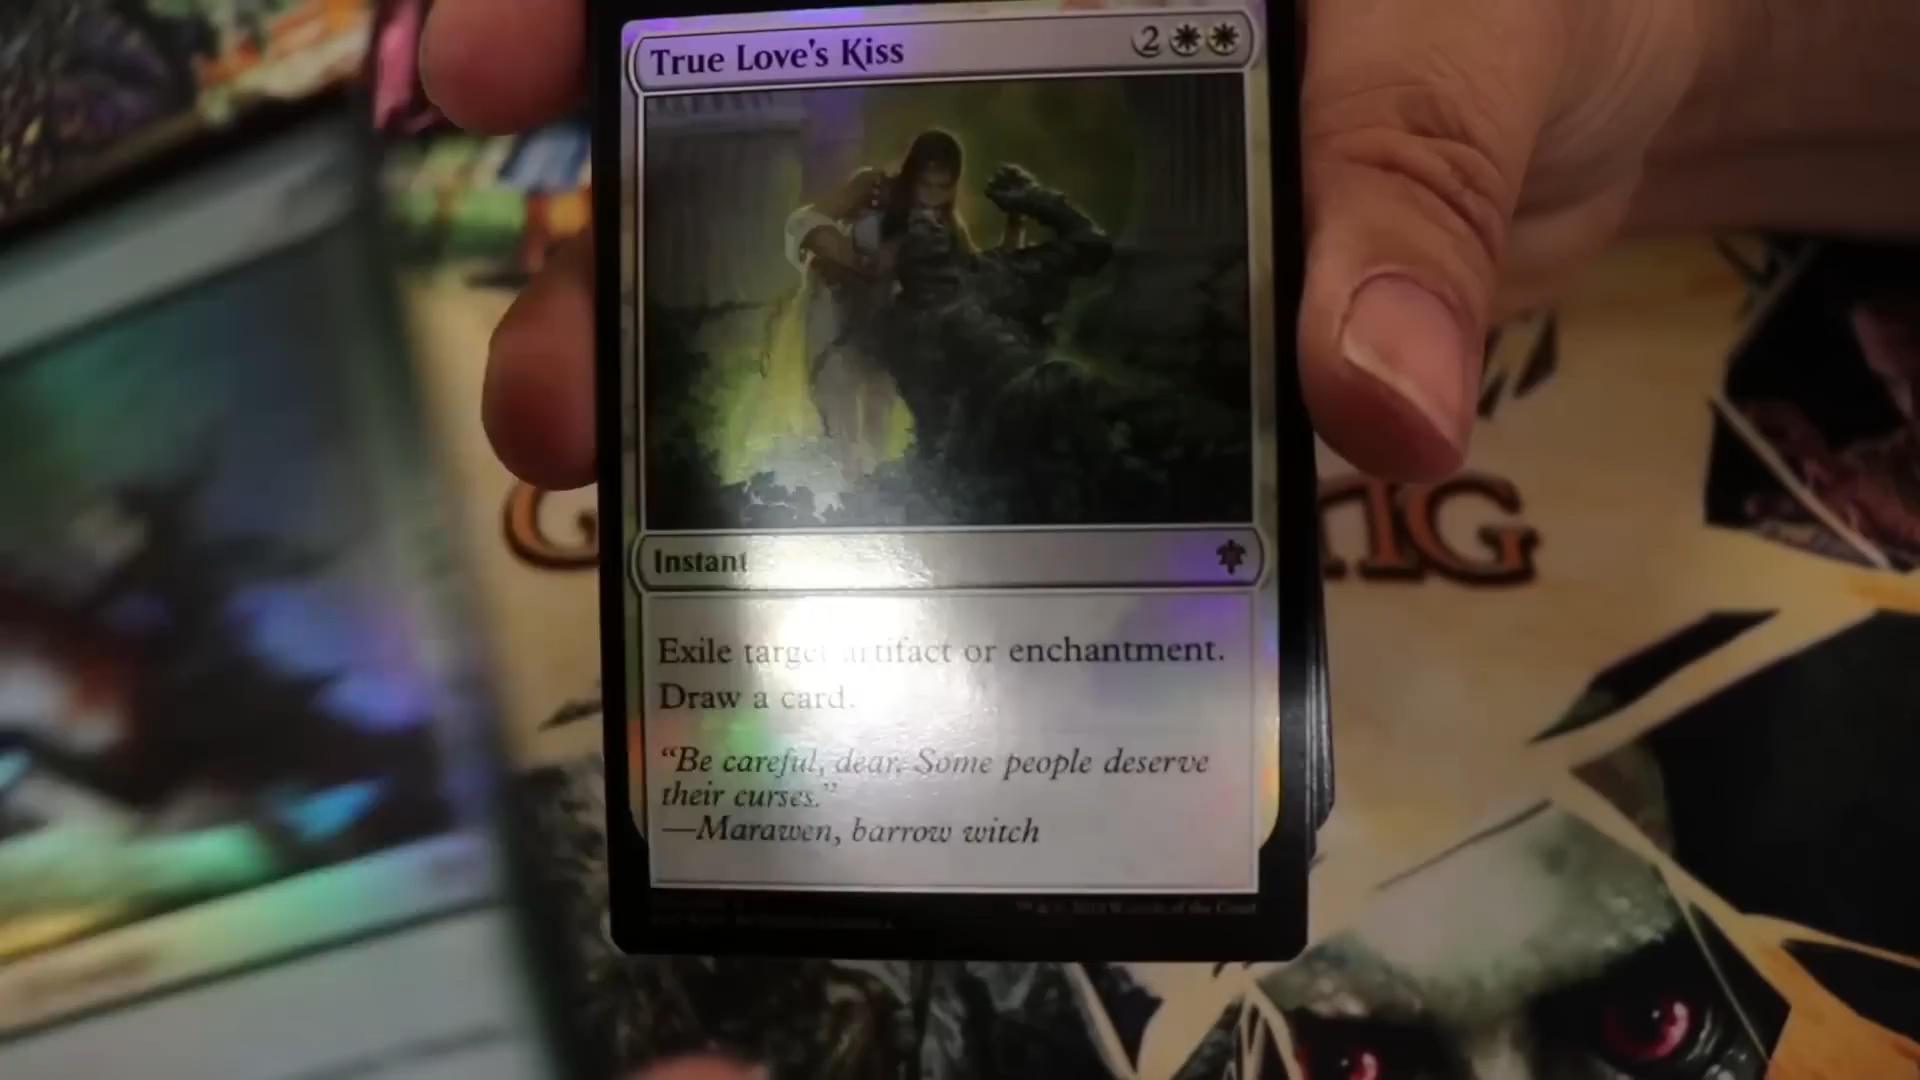 True Love's Kiss 2
Instant
Exile target artifact or enchantment.
Draw a card.
“Be careful, dear. Some people deserve
their curses.”
—Marawen, barrow witch